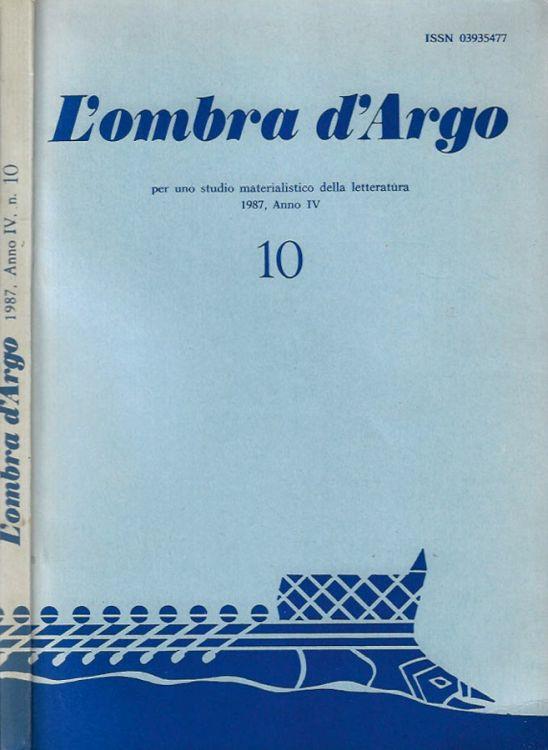 ISSN 03935477
L'ombra d'Argo
per uno studio materialistico della letteratura
1987, Anno IV
10
L'ombra d'Argo 1987, Anno IV, n. 10